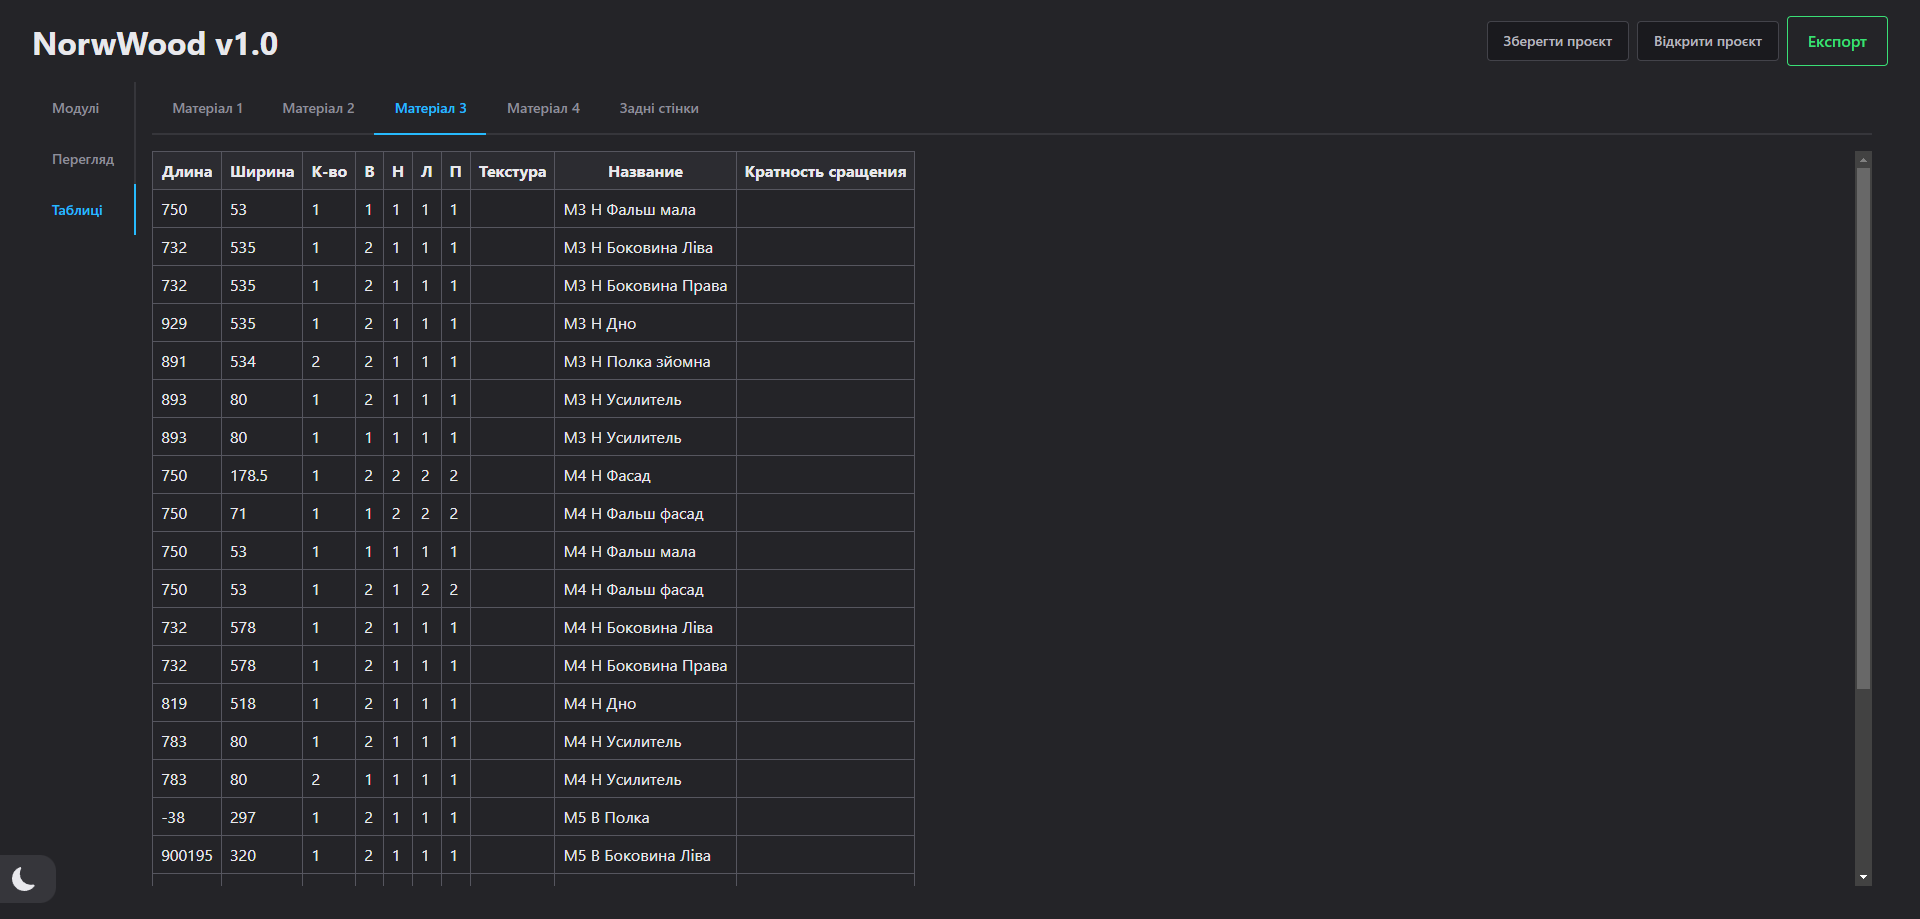 NorwWood v1.0
Зберегти проєкт
Відкрити проєкт
Експорт
Модулі
Перегляд
Таблиці
Матеріал 1
Матеріал 2
Матеріал 3
Матеріал 4
Задні стінки
Длина Ширина К-во В Н Л П Текстура Название Кратность сращения
750 53 1 1 1 1 1 М3 Н Фальш мала
732 535 1 2 1 1 1 М3 Н Боковина Ліва
732 535 1 2 1 1 1 М3 Н Боковина Права
929 535 1 2 1 1 1 М3 Н Дно
891 534 2 2 1 1 1 М3 Н Полка зйомна
893 80 1 2 1 1 1 М3 Н Усилитель
893 80 1 1 1 1 1 М3 Н Усилитель
750 178.5 1 2 2 2 2 М4 Н Фасад
750 71 1 1 2 2 2 М4 Н Фальш фасад
750 53 1 1 1 1 1 М4 Н Фальш мала
750 53 1 2 1 2 2 М4 Н Фальш фасад
732 578 1 2 1 1 1 М4 Н Боковина Ліва
732 578 1 2 1 1 1 М4 Н Боковина Права
819 518 1 2 1 1 1 М4 Н Дно
783 80 1 2 1 1 1 М4 Н Усилитель
783 80 2 1 1 1 1 М4 Н Усилитель
-38 297 1 2 1 1 1 М5 В Полка
900195 320 1 2 1 1 1 М5 В Боковина Ліва